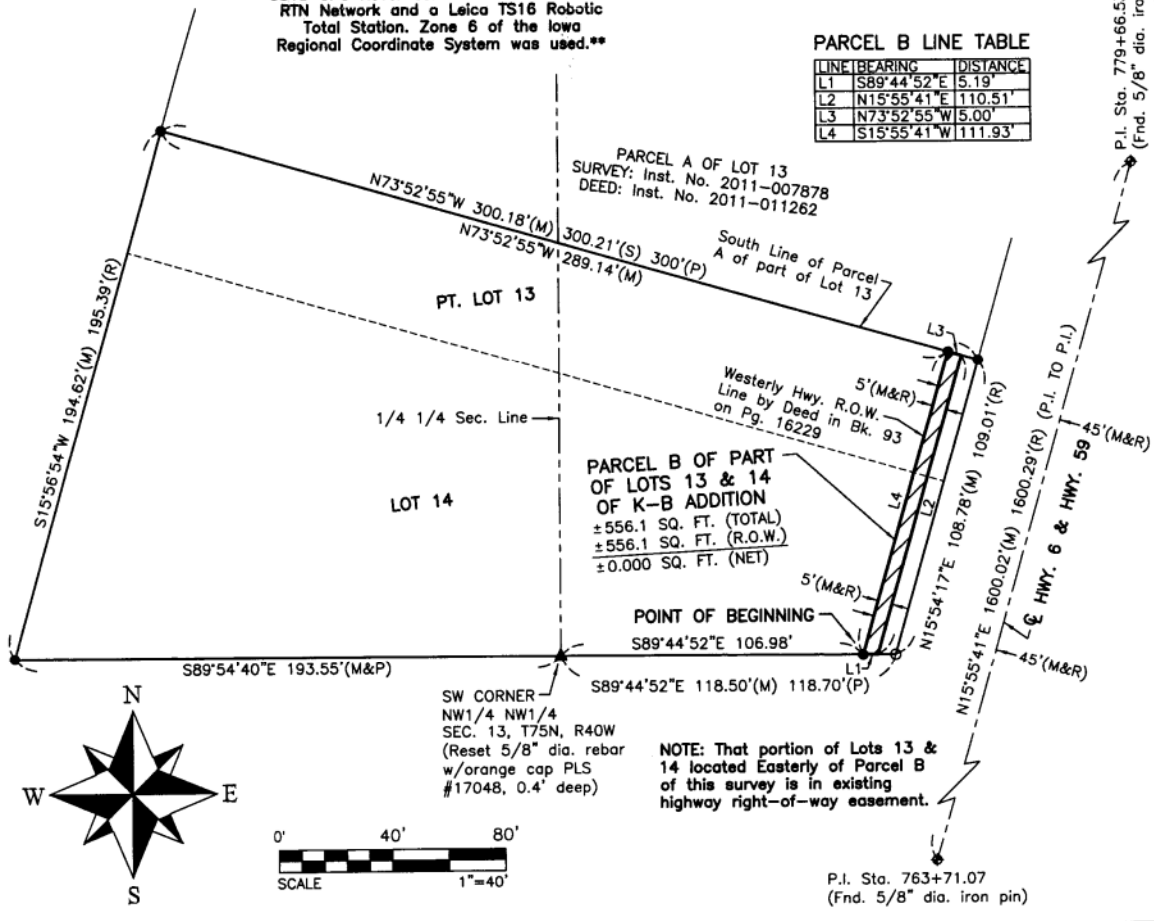 RTN Network and a Leica TS16 Robotic
Total Station. Zone 6 of the Iowa
Regional Coordinate System was used.**
PARCEL B LINE TABLE
LINE BEARING DISTANCE
L1 S89°44'52"E 5.19'
L2 N15°55'41"E 110.51'
L3 N73°52'55"W 5.00'
L4 S15°55'41"W 111.93'
P.I. Sta. 779+66.5
(Fnd. 5/8" dia. iro
PARCEL A OF LOT 13
SURVEY: Inst. No. 2011-007878
DEED: Inst. No. 2011-011262
N73°52'55"W 300.18'(M) 300.21'(S) 300'(P)
N73°52'55"W 289.14'(M)
South Line of Parcel
A of part of Lot 13
PT. LOT 13
S15°56'54"W 194.62'(M) 195.39'(R)
L3
5'(M&R)
Westerly Hwy. R.O.W.
Line by Deed in Bk. 93
on Pg. 16229
1/4 1/4 Sec. Line
45'(M&R)
PARCEL B OF PART
OF LOTS 13 & 14
OF K-B ADDITION
±556.1 SQ. FT. (TOTAL)
±556.1 SQ. FT. (R.O.W.)
±0.000 SQ. FT. (NET)
LOT 14
L4
L2
N15°54'17"E 108.78'(M) 109.01'(R)
N15°55'41"E 1600.02'(M) 1600.29'(R) (P.I. TO P.I.)
℄ HWY. 6 & HWY. 59
5'(M&R)
POINT OF BEGINNING
S89°44'52"E 106.98'
45'(M&R)
L1
S89°54'40"E 193.55'(M&P)
S89°44'52"E 118.50'(M) 118.70'(P)
SW CORNER
NW1/4 NW1/4
SEC. 13, T75N, R40W
(Reset 5/8" dia. rebar
w/orange cap PLS
#17048, 0.4' deep)
NOTE: That portion of Lots 13 &
14 located Easterly of Parcel B
of this survey is in existing
highway right-of-way easement.
N
W
E
S
0' 40' 80'
SCALE 1"=40'
P.I. Sta. 763+71.07
(Fnd. 5/8" dia. iron pin)